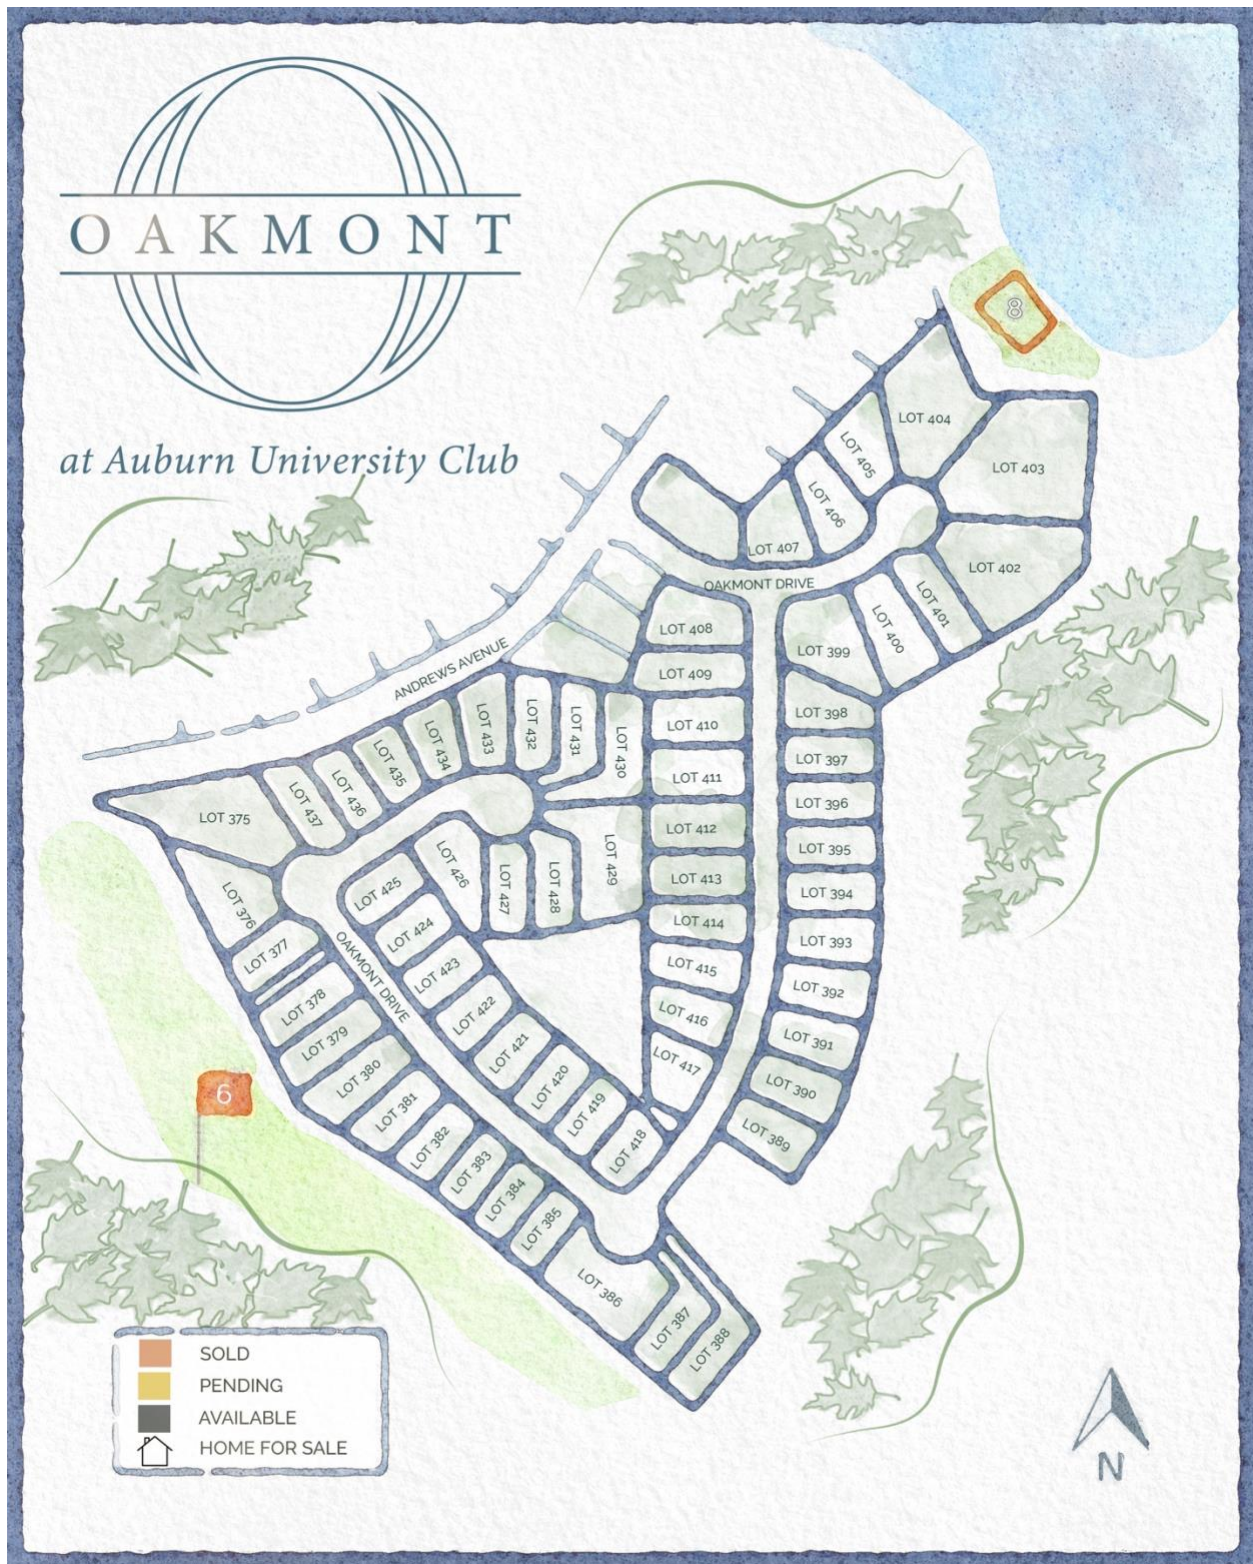 OAKMONT
at Auburn University Club
8
LOT 404
LOT 403
LOT 405
LOT 406
LOT 407
LOT 402
OAKMONT DRIVE
LOT 401
LOT 400
LOT 399
LOT 408
LOT 409
ANDREWS AVENUE
LOT 398
LOT 410
LOT 397
LOT 411
LOT 396
LOT 412
LOT 395
LOT 413
LOT 394
LOT 414
LOT 393
LOT 415
LOT 392
LOT 416
LOT 391
LOT 417
LOT 390
LOT 389
LOT 430
LOT 431
LOT 432
LOT 433
LOT 434
LOT 435
LOT 436
LOT 437
LOT 375
LOT 376
LOT 377
LOT 378
LOT 379
LOT 380
LOT 381
LOT 382
LOT 383
LOT 384
LOT 385
LOT 386
LOT 387
LOT 388
LOT 429
LOT 428
LOT 427
LOT 426
LOT 425
LOT 424
LOT 423
LOT 422
LOT 421
LOT 420
LOT 419
LOT 418
OAKMONT DRIVE
6
SOLD
PENDING
AVAILABLE
HOME FOR SALE
N